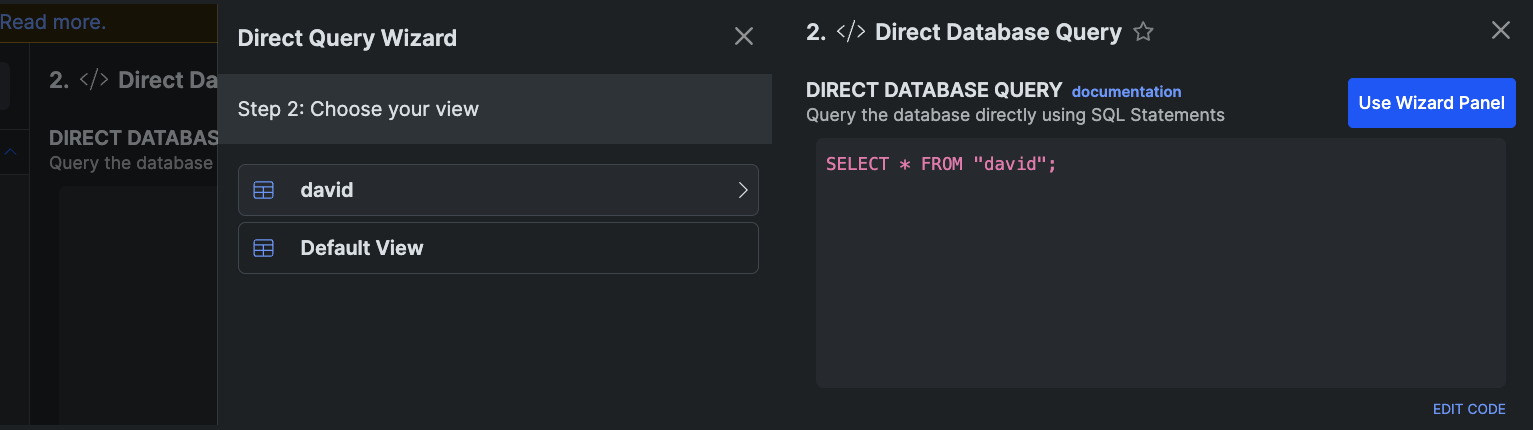 Read more.
2. </> Direct Da
DIRECT DATABAS
Query the database
Direct Query Wizard
Step 2: Choose your view
david
Default View
2. </> Direct Database Query
DIRECT DATABASE QUERY documentation
Query the database directly using SQL Statements
Use Wizard Panel
SELECT * FROM "david";
EDIT CODE